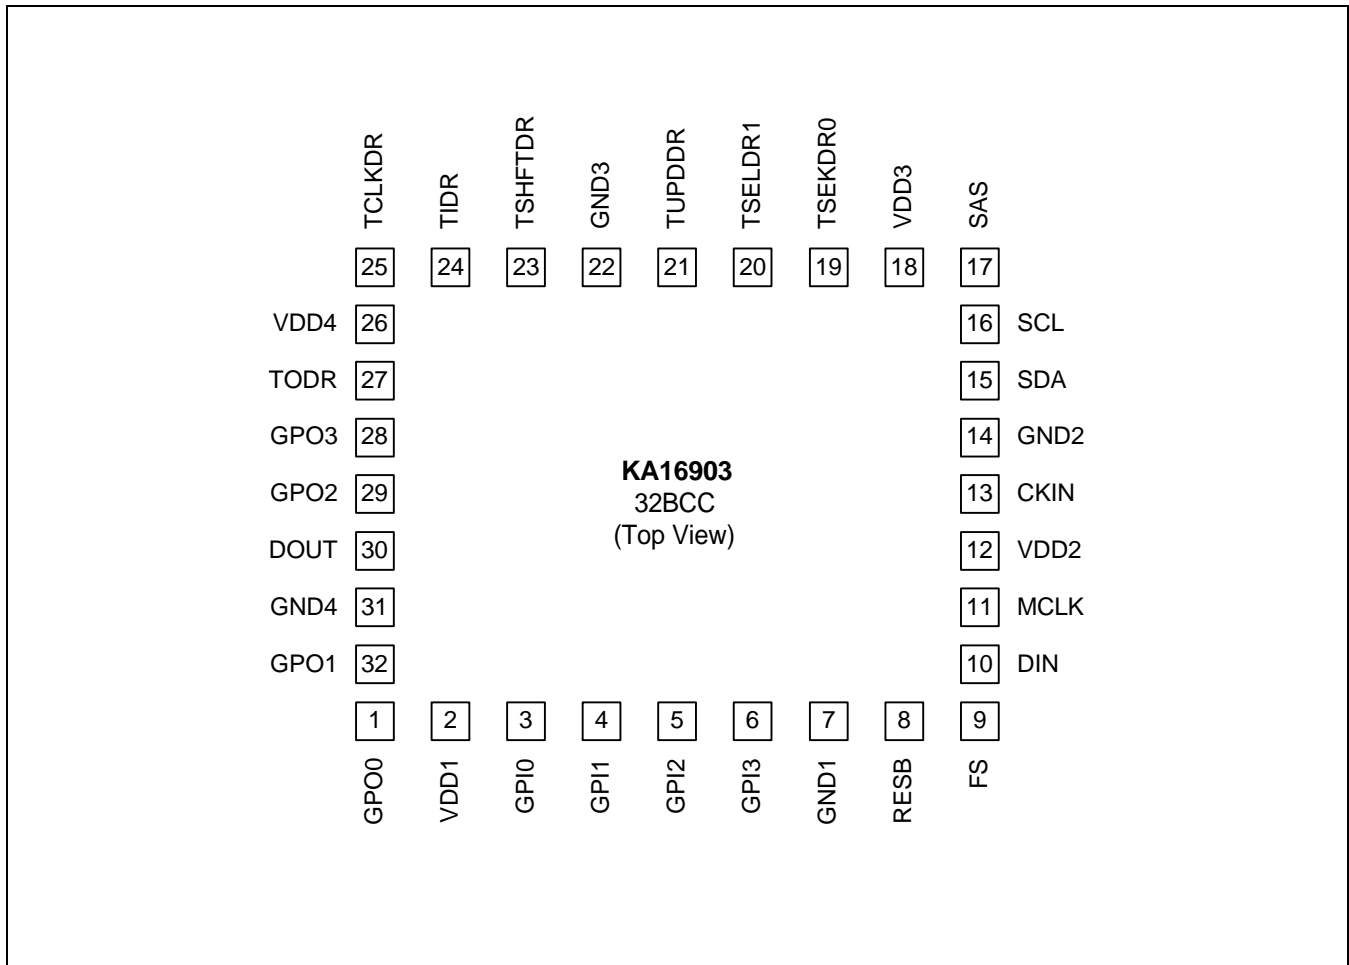 TCLKDR
TIDR
TSHFTDR
GND3
TUPDDR
TSELDR1
TSEKDR0
VDD3
SAS
25 24 23 22 21 20 19 18 17
VDD4 26 16 SCL
TODR 27 15 SDA
GPO3 28 14 GND2
GPO2 29 13 CKIN
DOUT 30 12 VDD2
GND4 31 11 MCLK
GPO1 32 10 DIN
KA16903
32BCC
(Top View)
1 2 3 4 5 6 7 8 9
GPO0
VDD1
GPI0
GPI1
GPI2
GPI3
GND1
RESB
FS